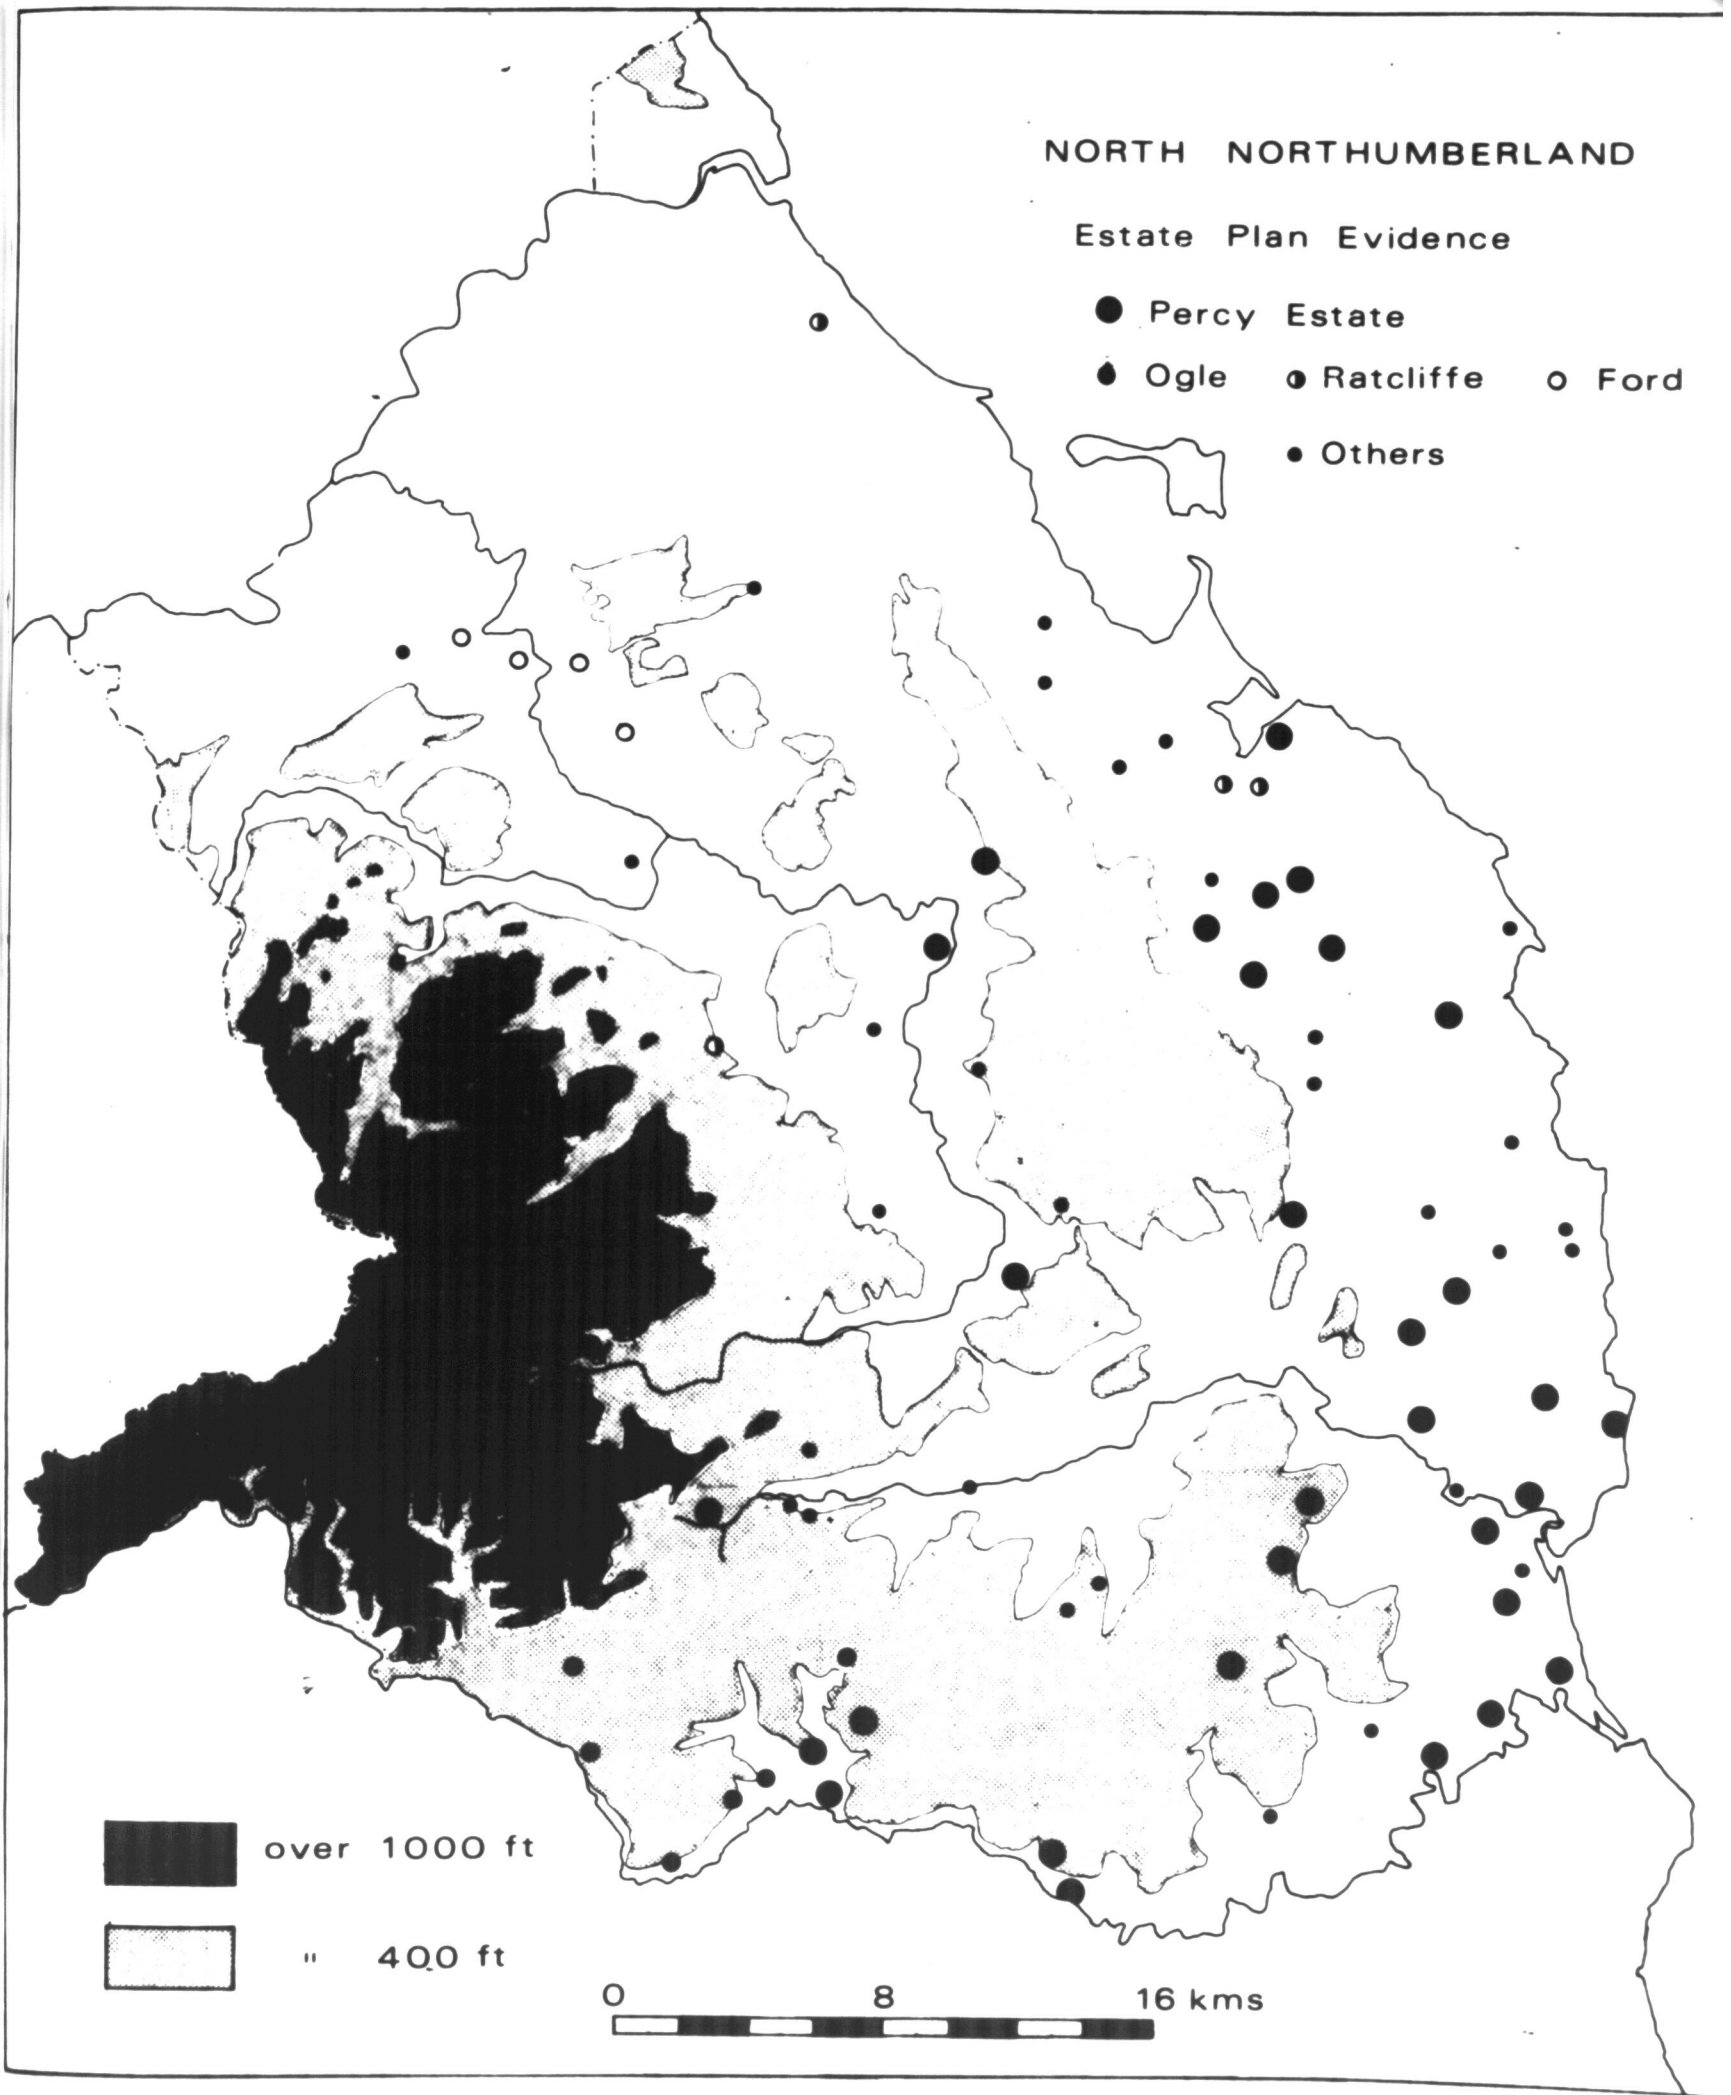 NORTH NORTHUMBERLAND
Estate Plan Evidence
Percy Estate
Ogle Ratcliffe Ford
Others
over 1000 ft
" 400 ft
0 8 16 kms